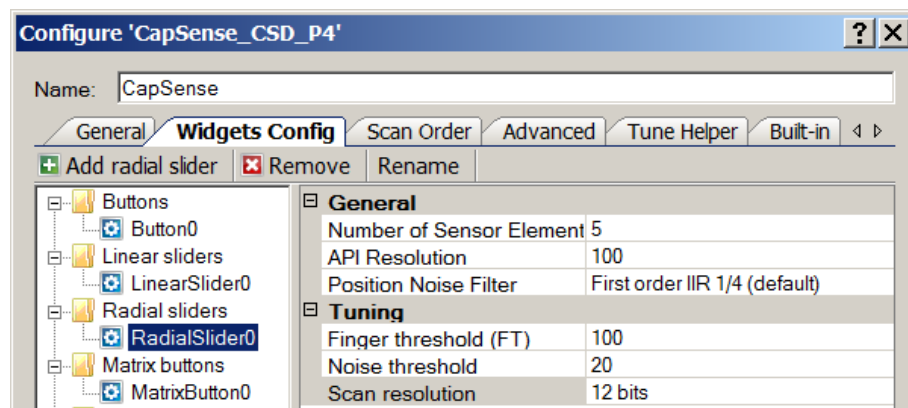 Configure 'CapSense_CSD_P4'
Name: CapSense
General Widgets Config Scan Order Advanced Tune Helper Built-in
Add radial slider Remove Rename
Buttons
Button0
Linear sliders
LinearSlider0
Radial sliders
RadialSlider0
Matrix buttons
MatrixButton0
General
Number of Sensor Element 5
API Resolution 100
Position Noise Filter First order IIR 1/4 (default)
Tuning
Finger threshold (FT) 100
Noise threshold 20
Scan resolution 12 bits